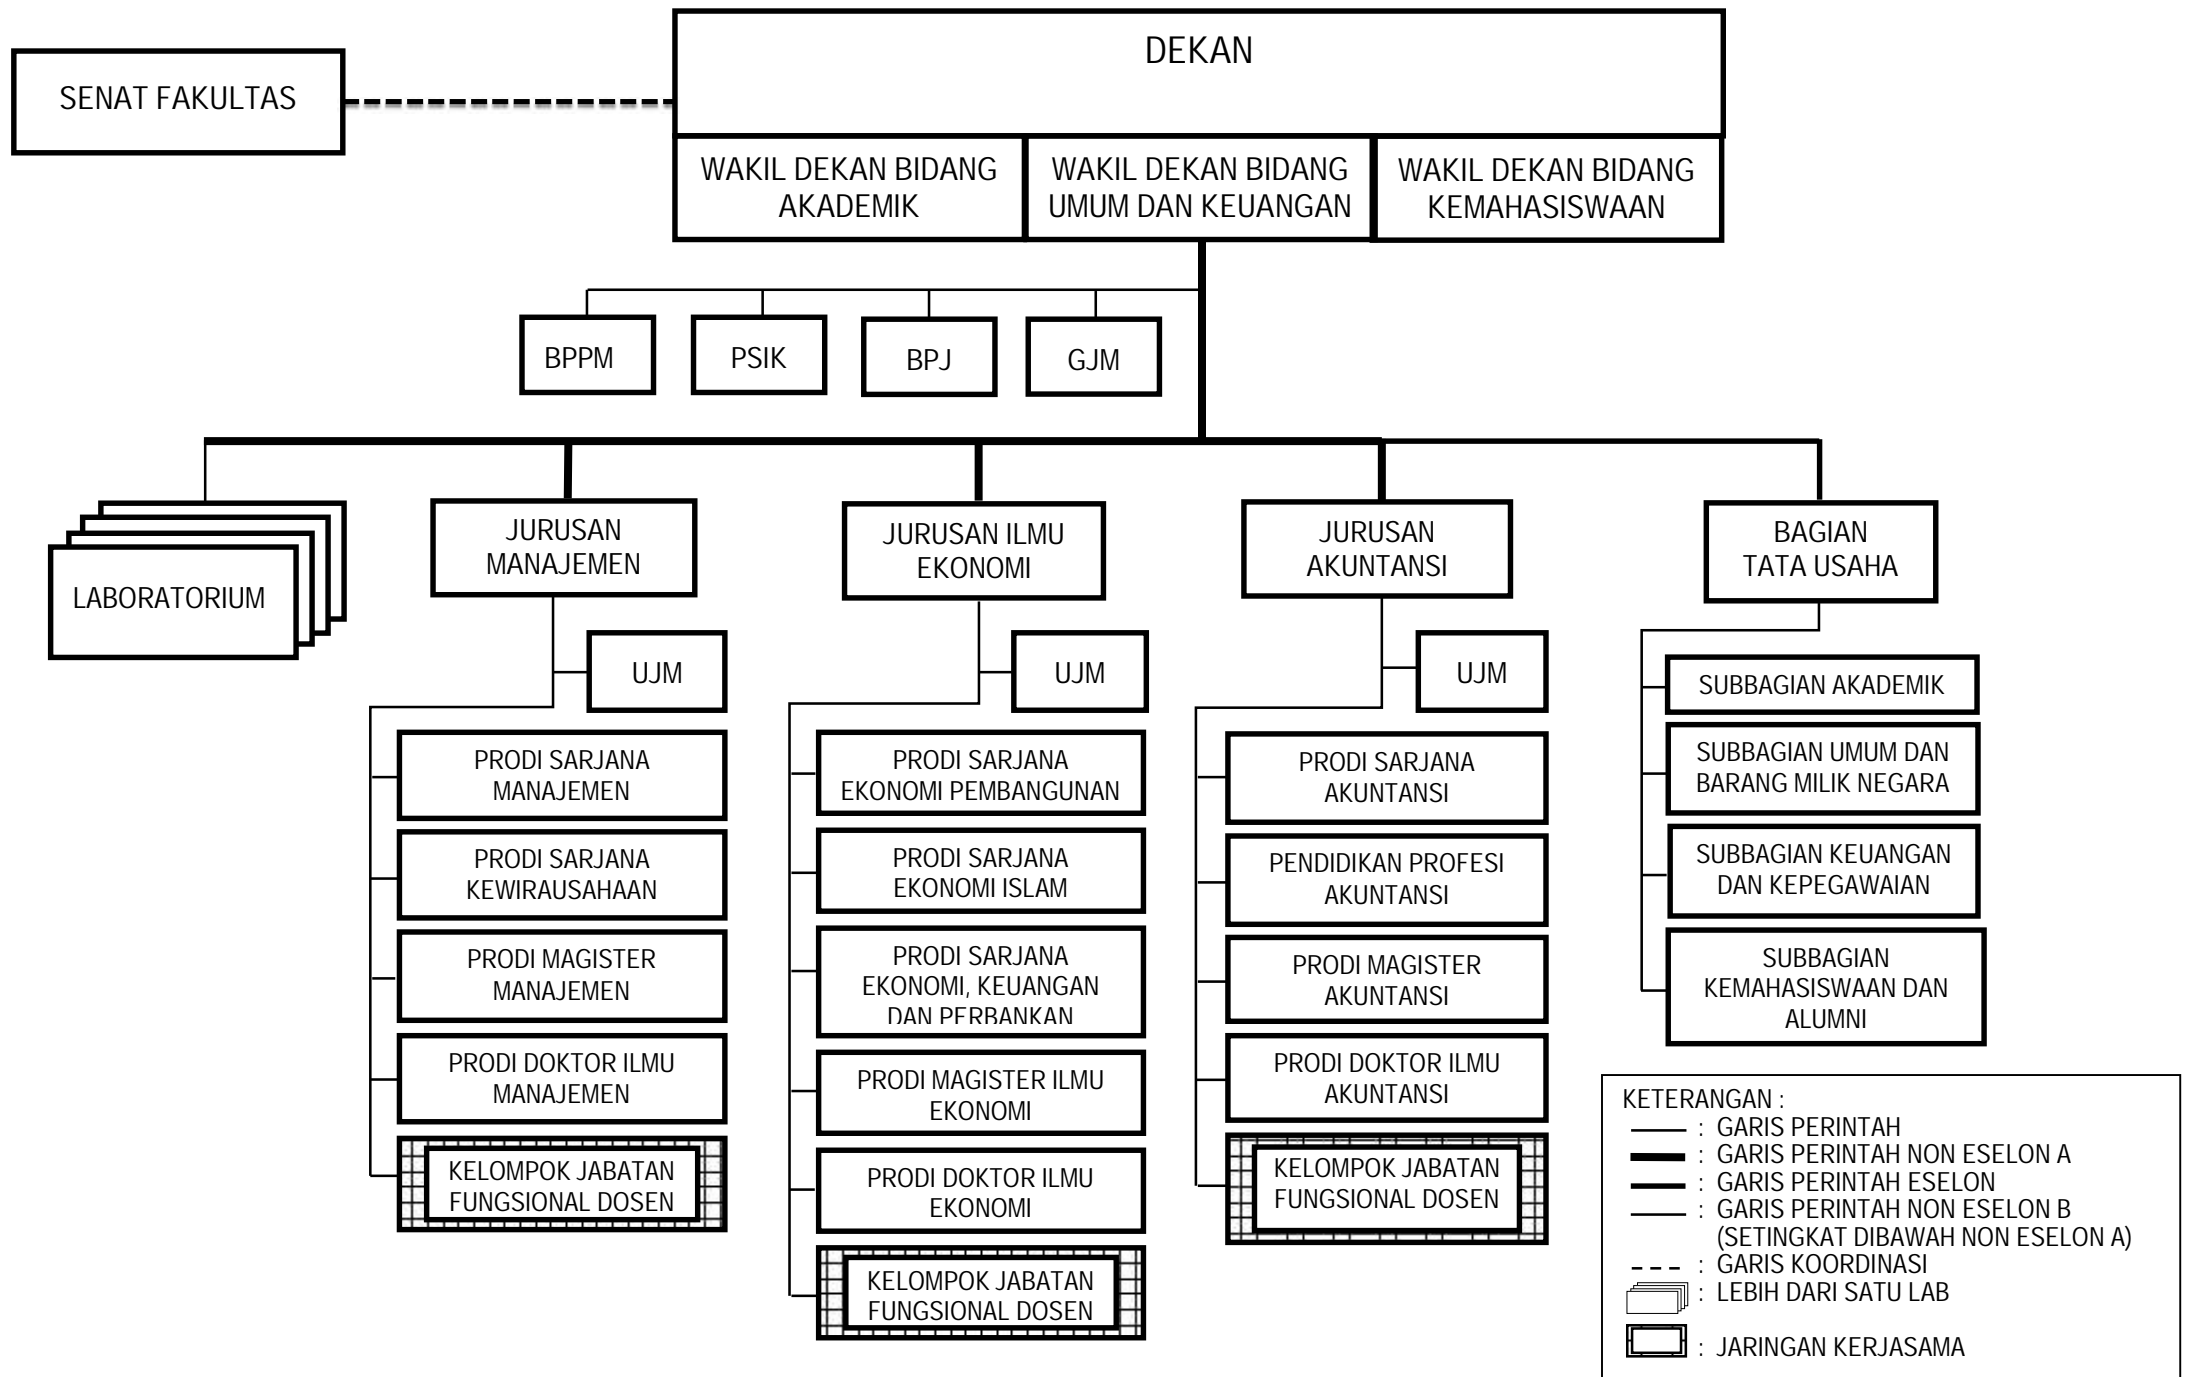 DEKAN
SENAT FAKULTAS
WAKIL DEKAN BIDANG
AKADEMIK
WAKIL DEKAN BIDANG
UMUM DAN KEUANGAN
WAKIL DEKAN BIDANG
KEMAHASISWAAN
BPPM
PSIK
BPJ
GJM
LABORATORIUM
JURUSAN
MANAJEMEN
JURUSAN ILMU
EKONOMI
JURUSAN
AKUNTANSI
BAGIAN
TATA USAHA
UJM
PRODI SARJANA
MANAJEMEN
PRODI SARJANA
KEWIRAUSAHAAN
PRODI MAGISTER
MANAJEMEN
PRODI DOKTOR ILMU
MANAJEMEN
KELOMPOK JABATAN
FUNGSIONAL DOSEN
UJM
PRODI SARJANA
EKONOMI PEMBANGUNAN
PRODI SARJANA
EKONOMI ISLAM
PRODI SARJANA
EKONOMI, KEUANGAN
DAN PERBANKAN
PRODI MAGISTER ILMU
EKONOMI
PRODI DOKTOR ILMU
EKONOMI
KELOMPOK JABATAN
FUNGSIONAL DOSEN
UJM
PRODI SARJANA
AKUNTANSI
PENDIDIKAN PROFESI
AKUNTANSI
PRODI MAGISTER
AKUNTANSI
PRODI DOKTOR ILMU
AKUNTANSI
KELOMPOK JABATAN
FUNGSIONAL DOSEN
SUBBAGIAN AKADEMIK
SUBBAGIAN UMUM DAN
BARANG MILIK NEGARA
SUBBAGIAN KEUANGAN
DAN KEPEGAWAIAN
SUBBAGIAN
KEMAHASISWAAN DAN
ALUMNI
KETERANGAN :
: GARIS PERINTAH
: GARIS PERINTAH NON ESELON A
: GARIS PERINTAH ESELON
: GARIS PERINTAH NON ESELON B
(SETINGKAT DIBAWAH NON ESELON A)
: GARIS KOORDINASI
: LEBIH DARI SATU LAB
: JARINGAN KERJASAMA